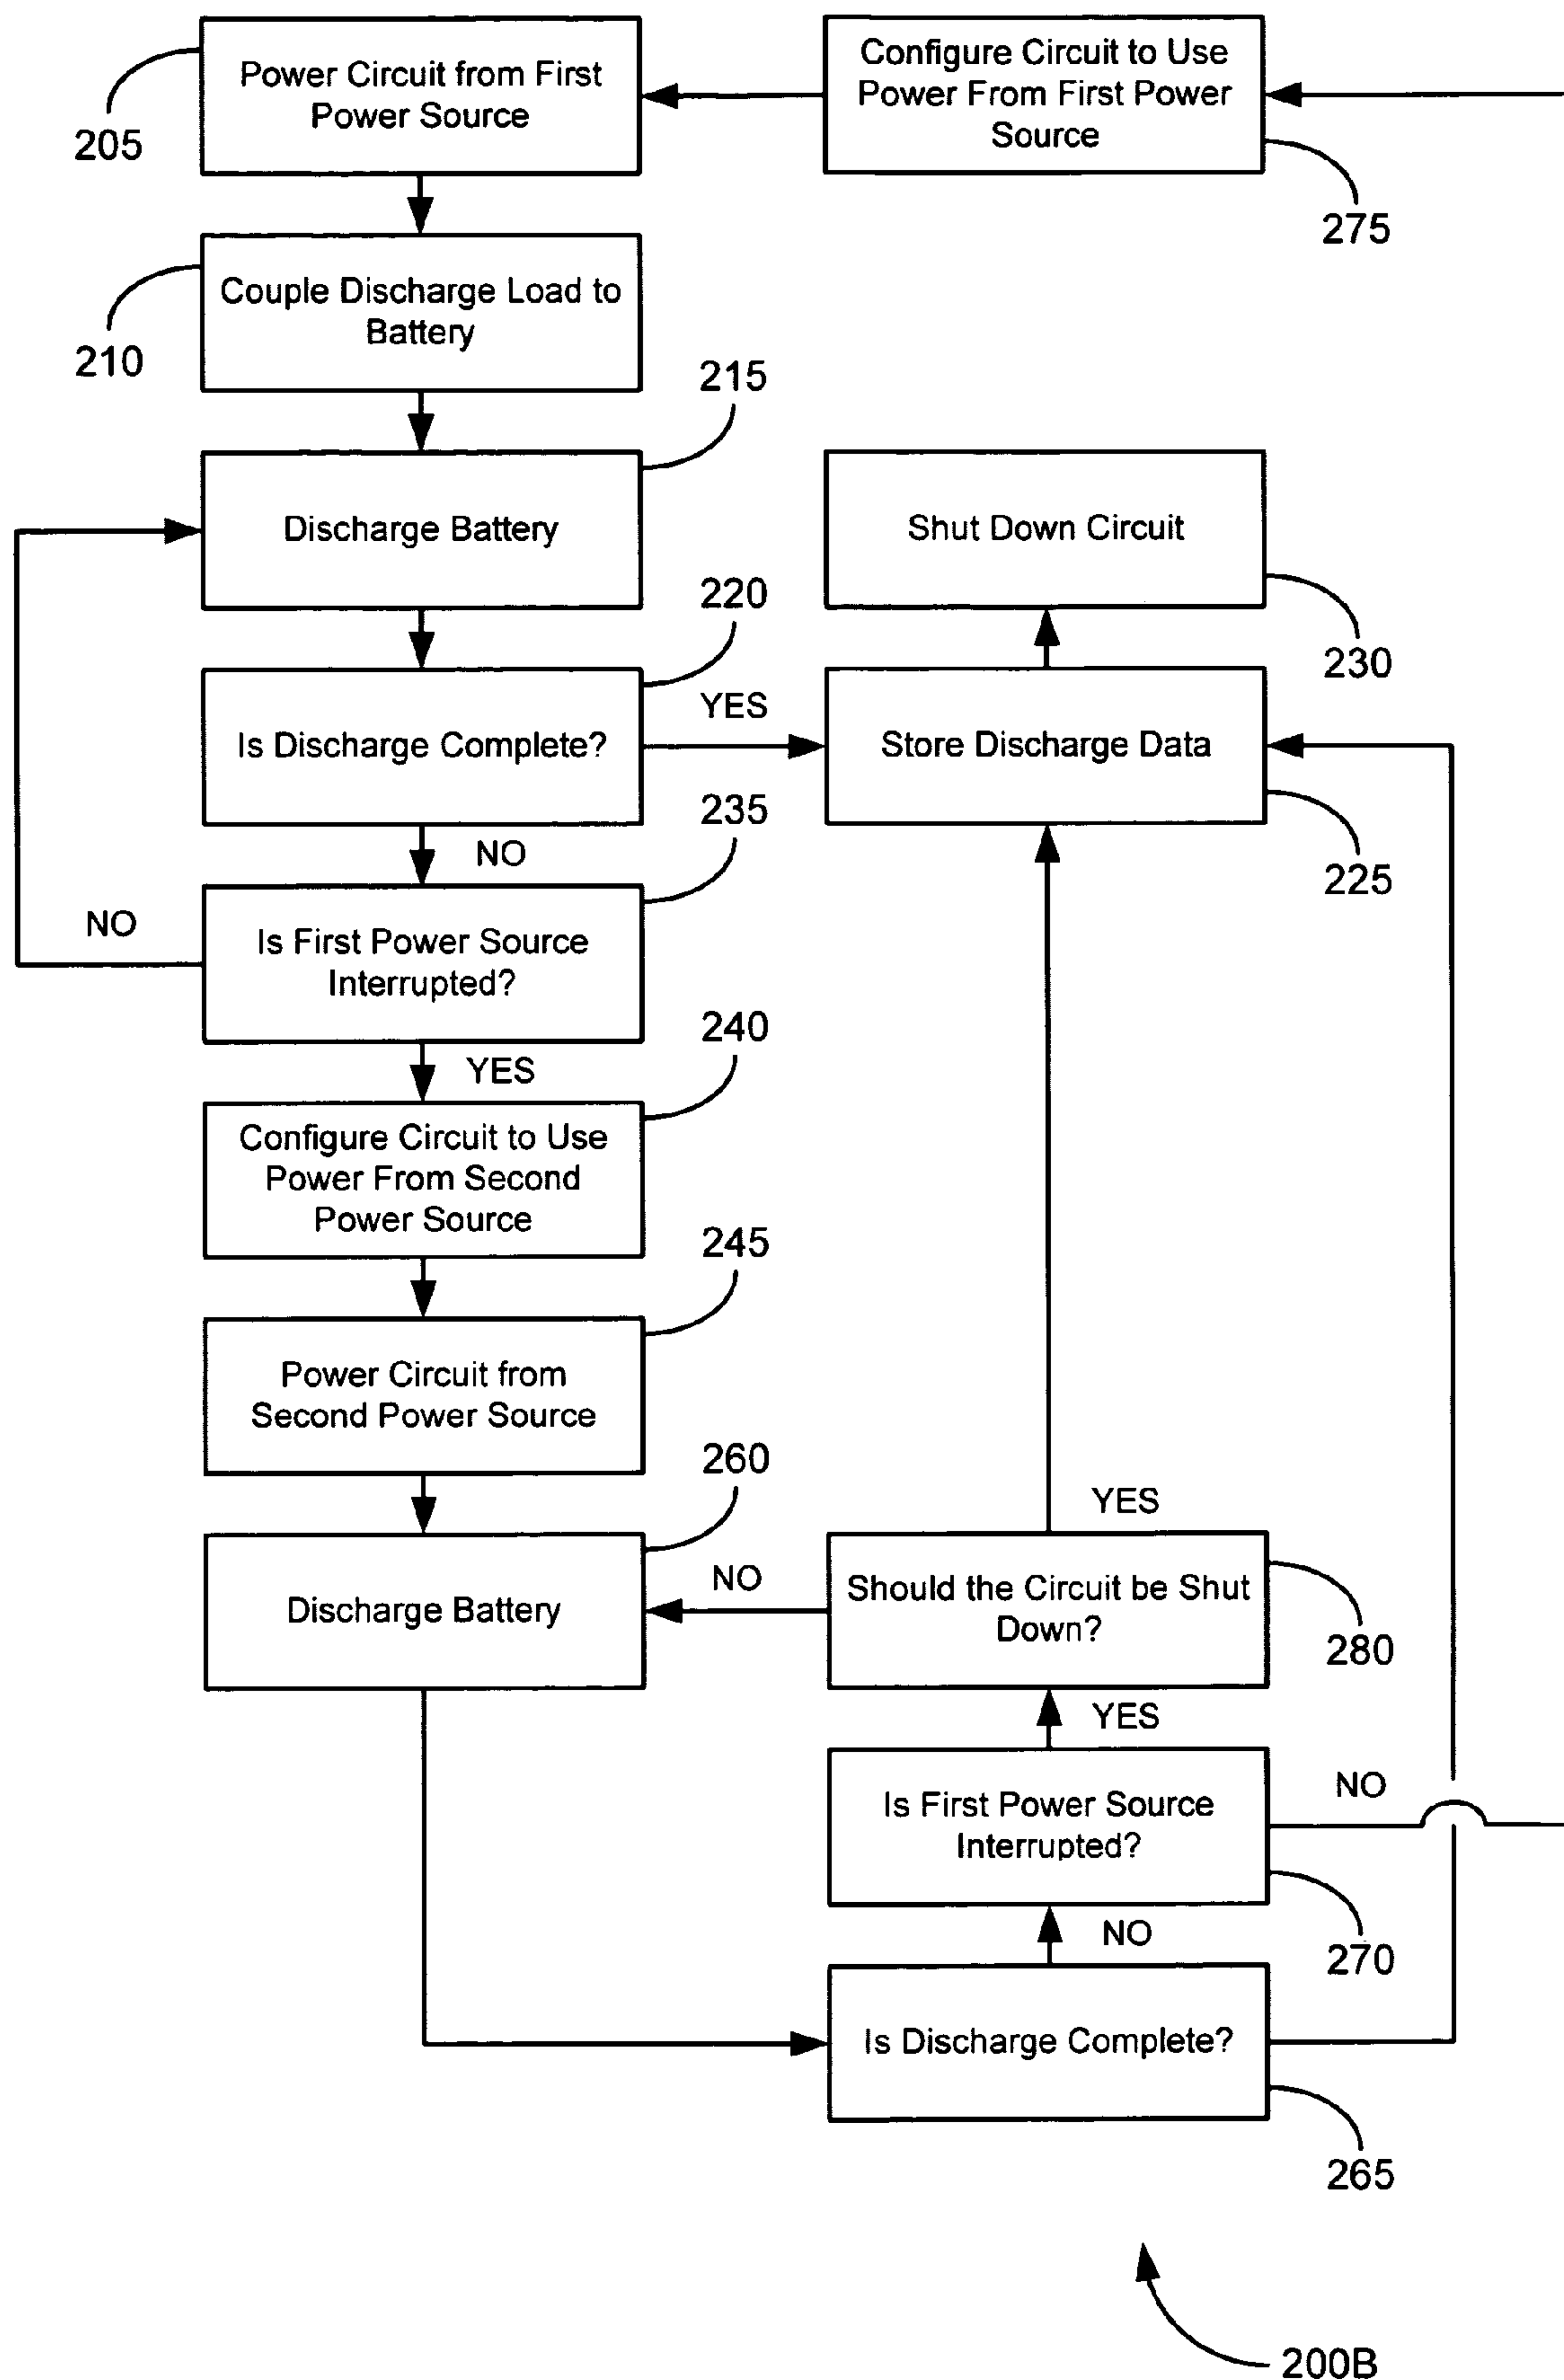 Power Circuit from First
Power Source
205
Configure Circuit to Use
Power From First Power
Source
275
Couple Discharge Load to
Battery
210
215
Discharge Battery
Shut Down Circuit
230
220
Is Discharge Complete?
YES
Store Discharge Data
225
NO
235
Is First Power Source
Interrupted?
NO
YES
240
Configure Circuit to Use
Power From Second
Power Source
245
Power Circuit from
Second Power Source
260
Discharge Battery
NO
YES
Should the Circuit be Shut
Down?
280
YES
Is First Power Source
Interrupted?
NO
270
NO
Is Discharge Complete?
265
200B